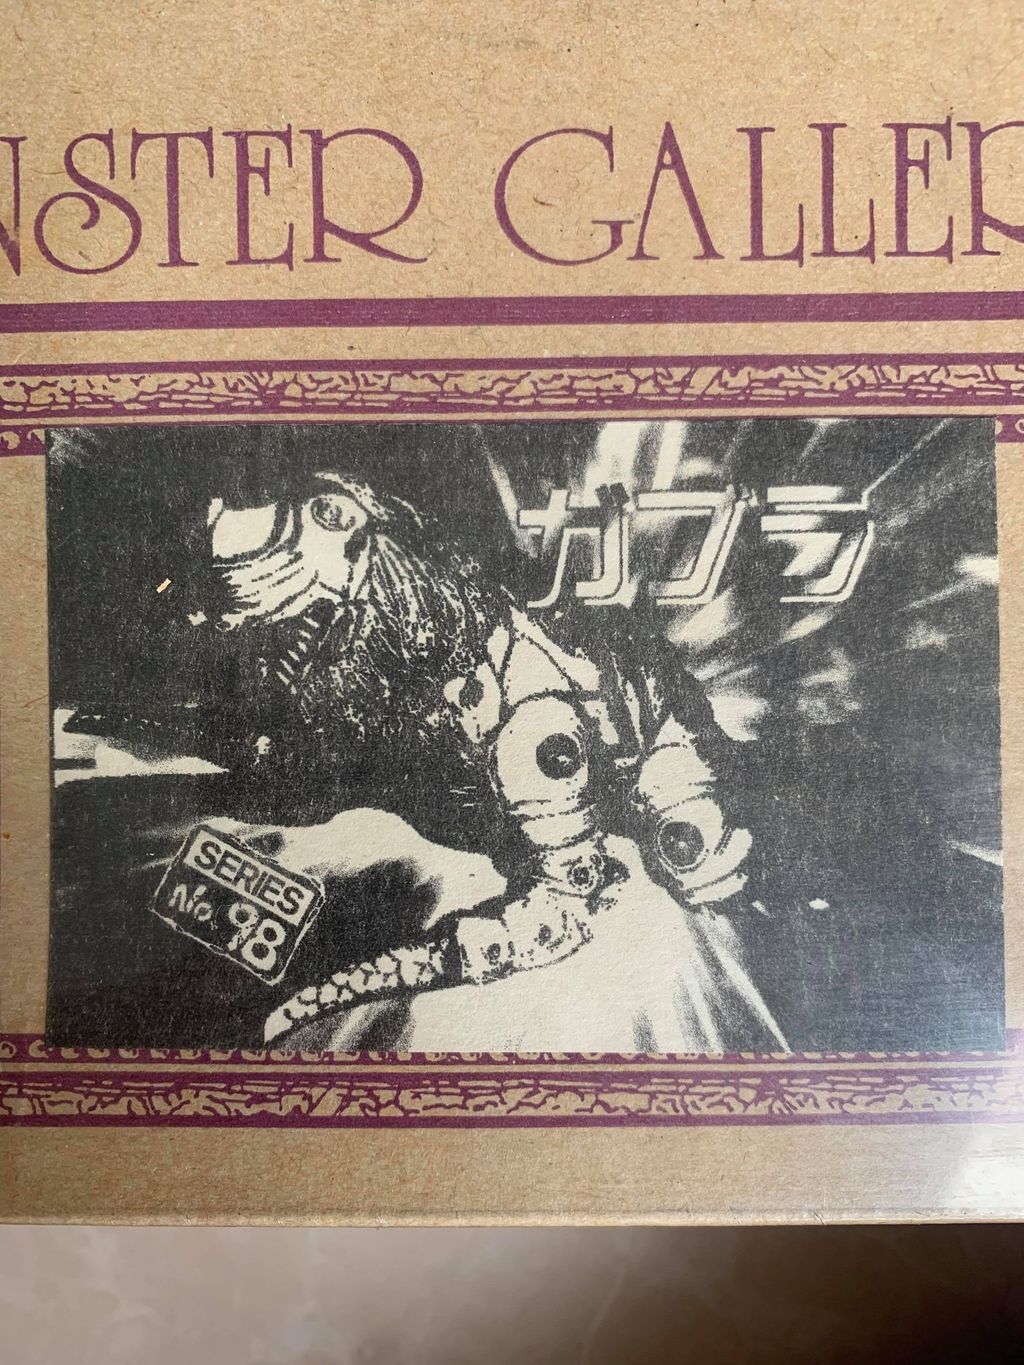 NSTER GALLER
ガブラ
SERIES
No. 98